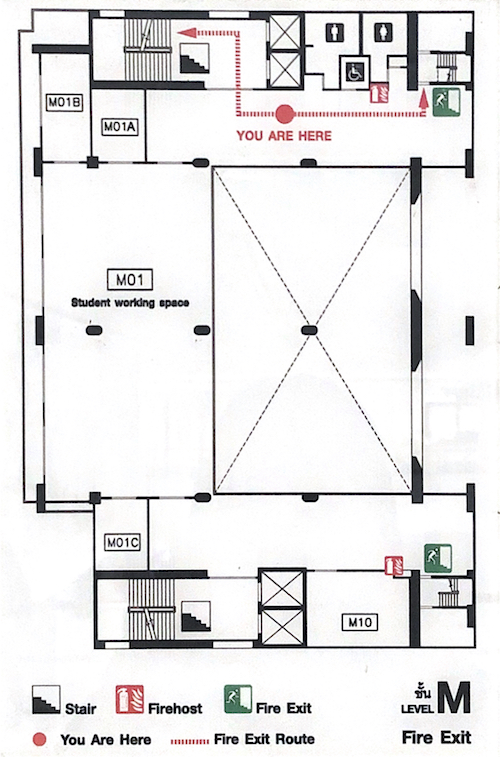 M01B
M01A
YOU ARE HERE
M01
Student working space
M01C
M10
Stair
Firehost
Fire Exit
ชั้น
LEVEL M
You Are Here
Fire Exit Route
Fire Exit